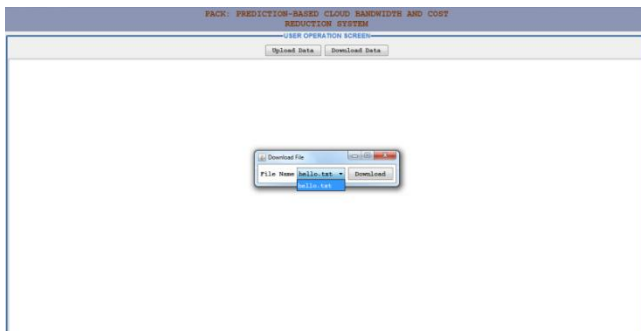 PACK: PREDICTION-BASED CLOUD BANDWIDTH AND COST
REDUCTION SYSTEM
USER OPERATION SCREEN
Upload Data Download Data
Download File
File Name hello.txt Download
hello.txt